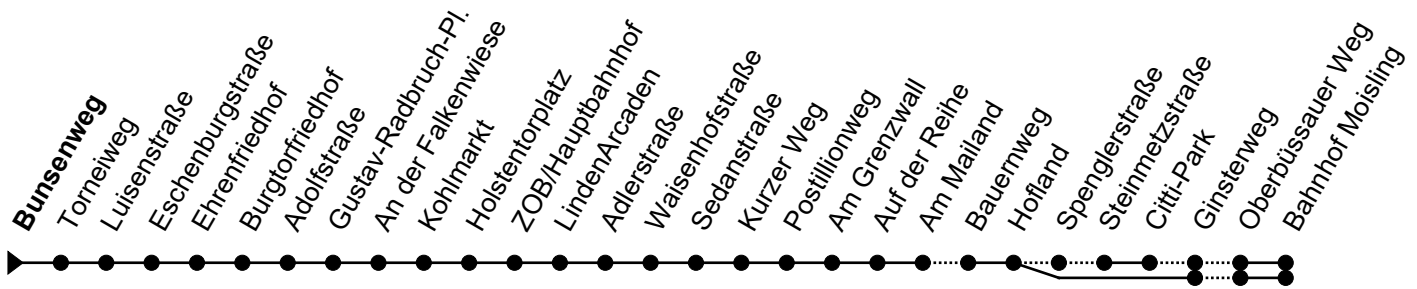 Bunsenweg
Torneiweg
Luisenstraße
Eschenburgstraße
Ehrenfriedhof
Burgtorfriedhof
Adolfstraße
Gustav-Radbruch-Pl.
An der Falkenwiese
Kohlmarkt
Holstentorplatz
ZOB/Hauptbahnhof
LindenArcaden
Adlerstraße
Waisenhofstraße
Sedanstraße
Kurzer Weg
Postillionweg
Am Grenzwall
Auf der Reihe
Am Mailand
Bauernweg
Hofland
Spenglerstraße
Steinmetzstraße
Citti-Park
Ginsterweg
Oberbüssauer Weg
Bahnhof Moisling